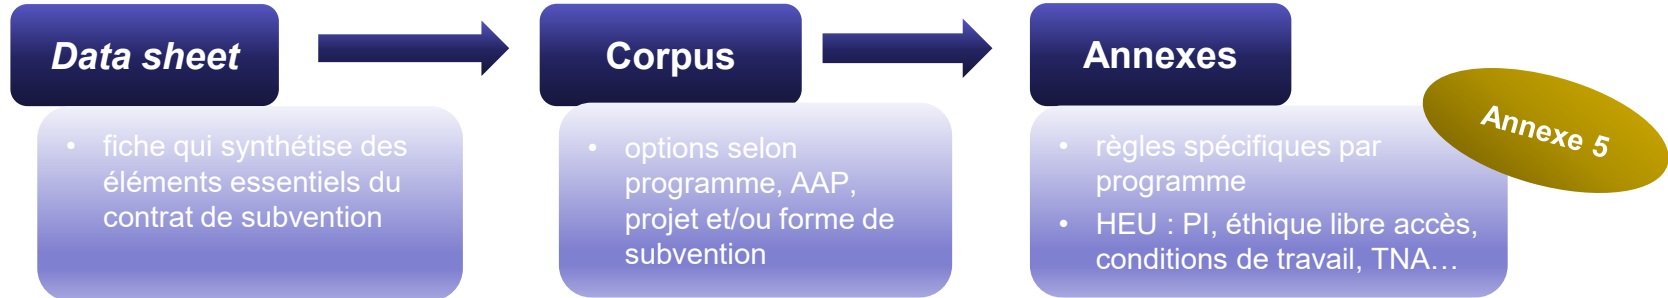 Data sheet
• fiche qui synthétise des
éléments essentiels du
contrat de subvention
Corpus
• options selon
programme, AAP,
projet et/ou forme de
subvention
Annexes
• règles spécifiques par
programme
• HEU : PI, éthique libre accès,
conditions de travail, TNA…
Annexe 5